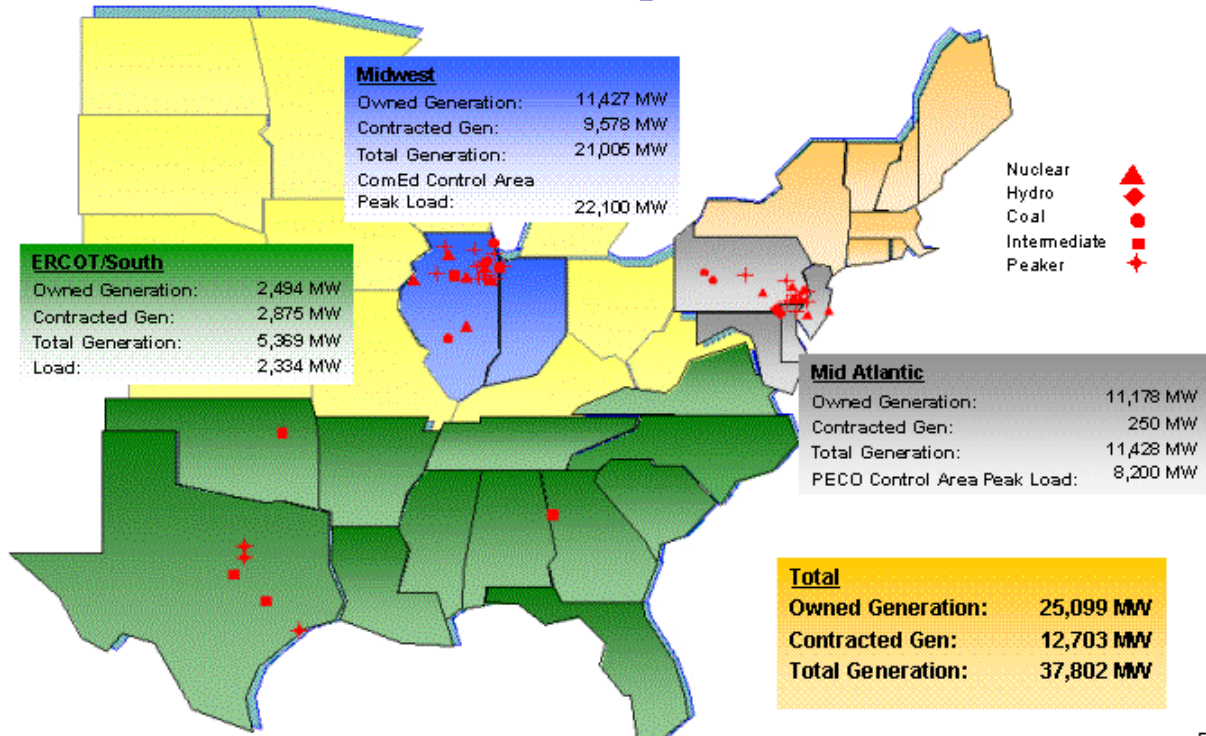 Midwest
Owned Generation: 11,427 MW
Contracted Gen: 9,578 MW
Total Generation: 21,005 MW
ComEd Control Area
Peak Load: 22,100 MW
Nuclear
Hydro
Coal
Intermediate
Peaker
ERCOT/South
Owned Generation: 2,494 MW
Contracted Gen: 2,875 MW
Total Generation: 5,369 MW
Load: 2,334 MW
Mid Atlantic
Owned Generation: 11,178 MW
Contracted Gen: 250 MW
Total Generation: 11,428 MW
PECO Control Area Peak Load: 8,200 MW
Total
Owned Generation: 25,099 MW
Contracted Gen: 12,703 MW
Total Generation: 37,802 MW